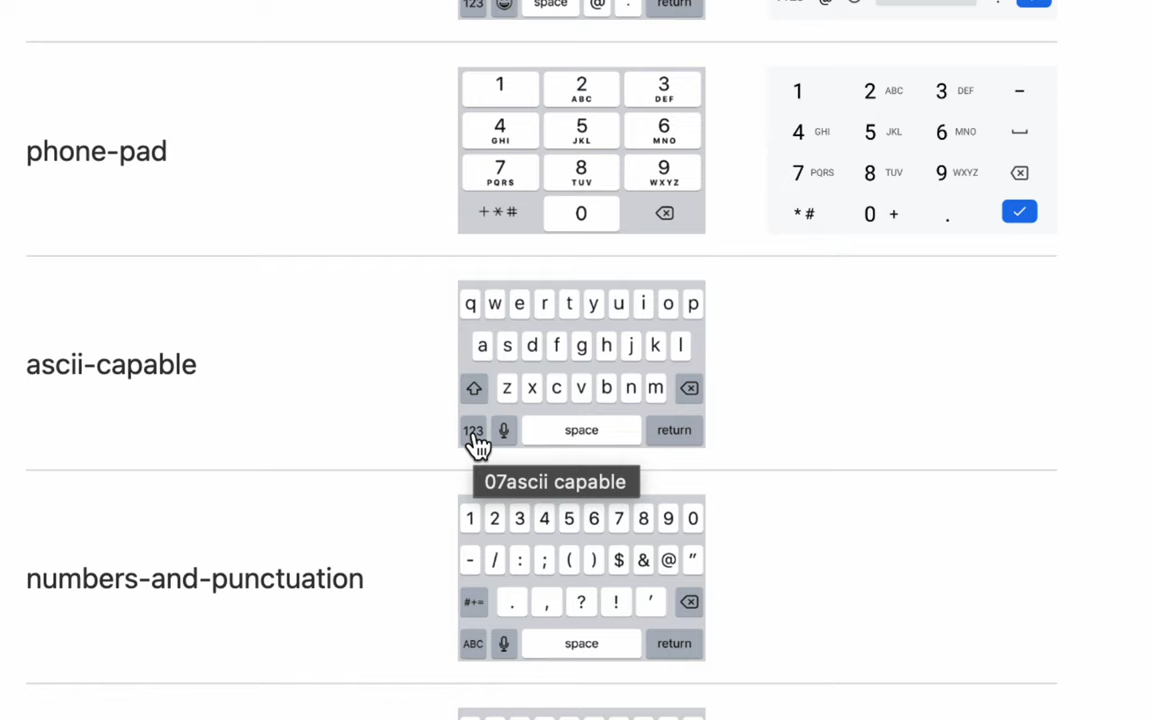 123 space @ . return
phone-pad
1 2 3
ABC DEF
4 5 6
GHI JKL MNO
7 8 9
PQRS TUV WXYZ
+*# 0
1 2 ABC 3 DEF -
4 GHI 5 JKL 6 MNO
7 PQRS 8 TUV 9 WXYZ
*# 0 + .
ascii-capable
q w e r t y u i o p
a s d f g h j k l
z x c v b n m
123 space return
07ascii capable
numbers-and-punctuation
1 2 3 4 5 6 7 8 9 0
- / : ; ( ) $ & @ "
#+= . , ? ! '
ABC space return